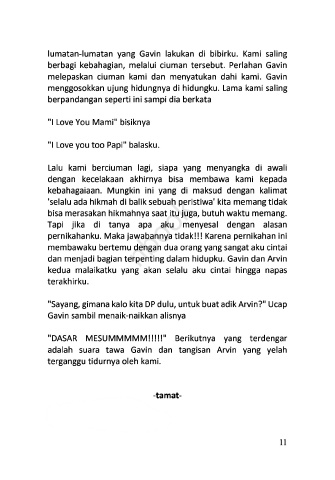 lumatan-lumatan yang Gavin lakukan di bibirku. Kami saling
berbagi kebahagian, melalui ciuman tersebut. Perlahan Gavin
melepaskan ciuman kami dan menyatukan dahi kami. Gavin
menggosokkan ujung hidungnya di hidungku. Lama kami saling
berpandangan seperti ini sampi dia berkata
"I Love You Mami" bisiknya
"I Love you too Papi" balasku.
Lalu kami berciuman lagi, siapa yang menyangka di awali
dengan kecelakaan akhirnya bisa membawa kami kepada
kebahagaiaan. Mungkin ini yang di maksud dengan kalimat
'selalu ada hikmah di balik sebuah peristiwa' kita memang tidak
bisa merasakan hikmahnya saat itu juga, butuh waktu memang.
Tapi jika di tanya apa aku menyesal dengan alasan
pernikahanku. Maka jawabannya tidak!!! Karena pernikahan ini
membawaku bertemu dengan dua orang yang sangat aku cintai
dan menjadi bagian terpenting dalam hidupku. Gavin dan Arvin
kedua malaikatku yang akan selalu aku cintai hingga napas
terakhirku.
"Sayang, gimana kalo kita DP dulu, untuk buat adik Arvin?" Ucap
Gavin sambil menaik-naikkan alisnya
"DASAR MESUMMMMM!!!!!" Berikutnya yang terdengar
adalah suara tawa Gavin dan tangisan Arvin yang yelah
terganggu tidurnya oleh kami.
-tamat-
11